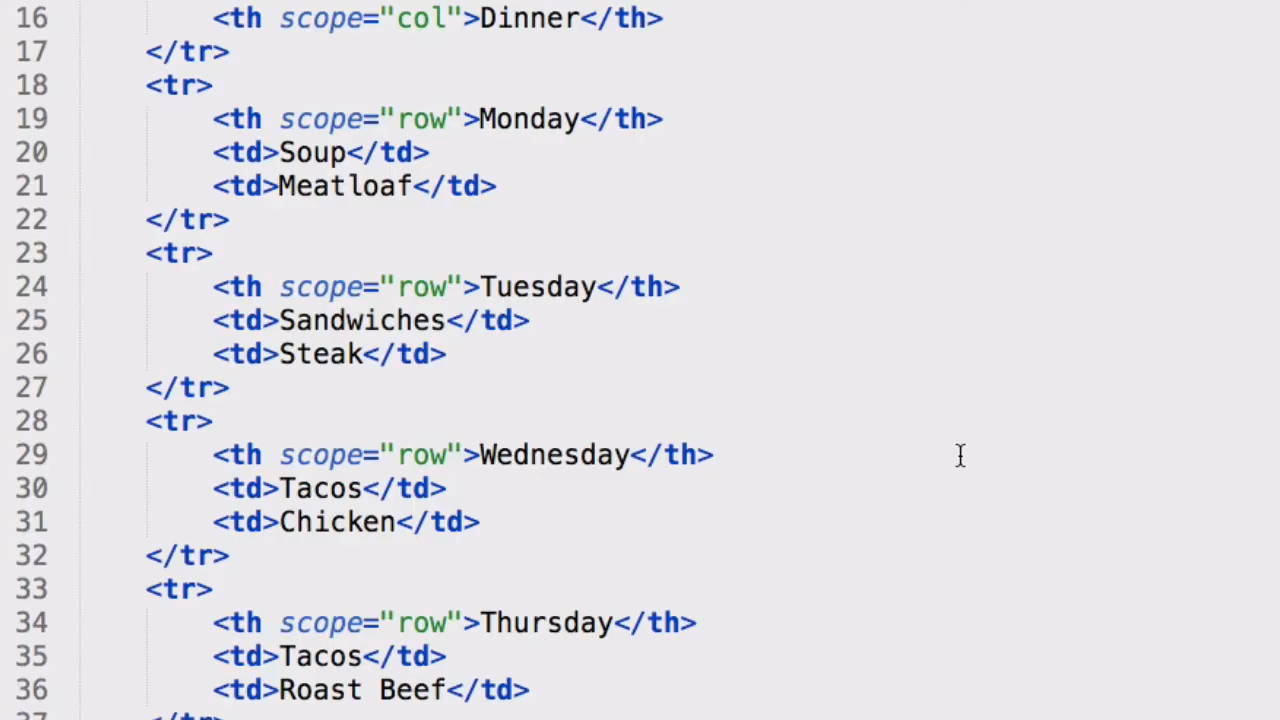 16 <th scope="col">Dinner</th>
17 </tr>
18 <tr>
19 <th scope="row">Monday</th>
20 <td>Soup</td>
21 <td>Meatloaf</td>
22 </tr>
23 <tr>
24 <th scope="row">Tuesday</th>
25 <td>Sandwiches</td>
26 <td>Steak</td>
27 </tr>
28 <tr>
29 <th scope="row">Wednesday</th>
30 <td>Tacos</td>
31 <td>Chicken</td>
32 </tr>
33 <tr>
34 <th scope="row">Thursday</th>
35 <td>Tacos</td>
36 <td>Roast Beef</td>
37 </tr>